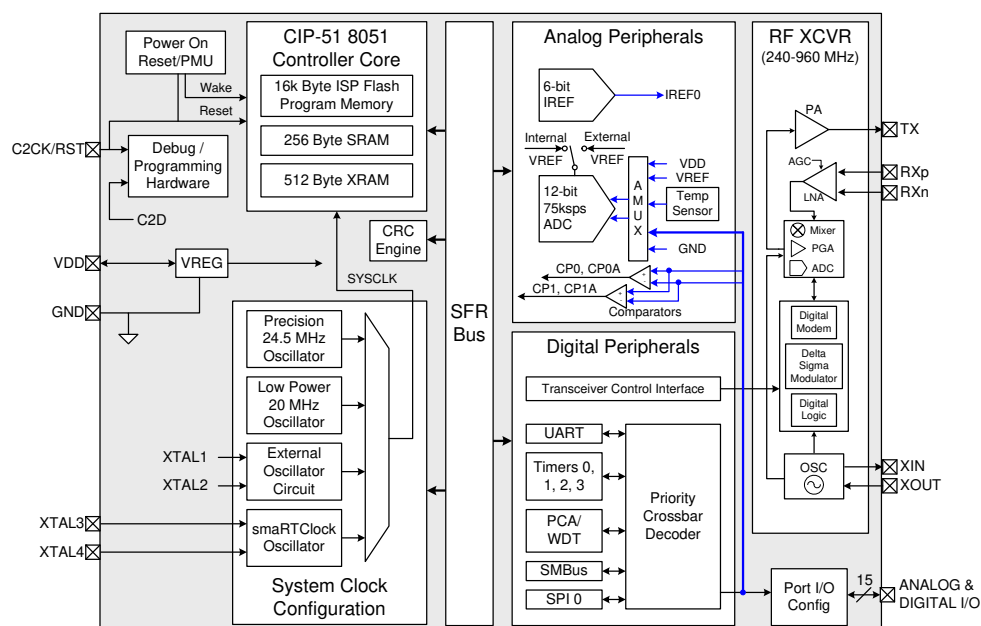 Power On
Reset/PMU
Wake
Reset
C2CK/RST
Debug /
Programming
Hardware
C2D
VDD
VREG
GND
CIP-51 8051
Controller Core
16k Byte ISP Flash
Program Memory
256 Byte SRAM
512 Byte XRAM
CRC
Engine
SYSCLK
Precision
24.5 MHz
Oscillator
Low Power
20 MHz
Oscillator
XTAL1
XTAL2
External
Oscillator
Circuit
XTAL3
XTAL4
smaRTClock
Oscillator
System Clock
Configuration
SFR
Bus
Analog Peripherals
6-bit
IREF
IREF0
Internal
External
VREF
VREF
12-bit
75ksps
ADC
A
M
U
X
VDD
VREF
Temp
Sensor
GND
CP0, CP0A
+
-
CP1, CP1A
+
-
Comparators
Digital Peripherals
Transceiver Control Interface
UART
Timers 0,
1, 2, 3
PCA/
WDT
SMBus
SPI 0
Priority
Crossbar
Decoder
RF XCVR
(240-960 MHz)
PA
TX
AGC
LNA
RXp
RXn
Mixer
PGA
ADC
Digital
Modem
Delta
Sigma
Modulator
Digital
Logic
OSC
XIN
XOUT
Port I/O
Config
15
ANALOG &
DIGITAL I/O